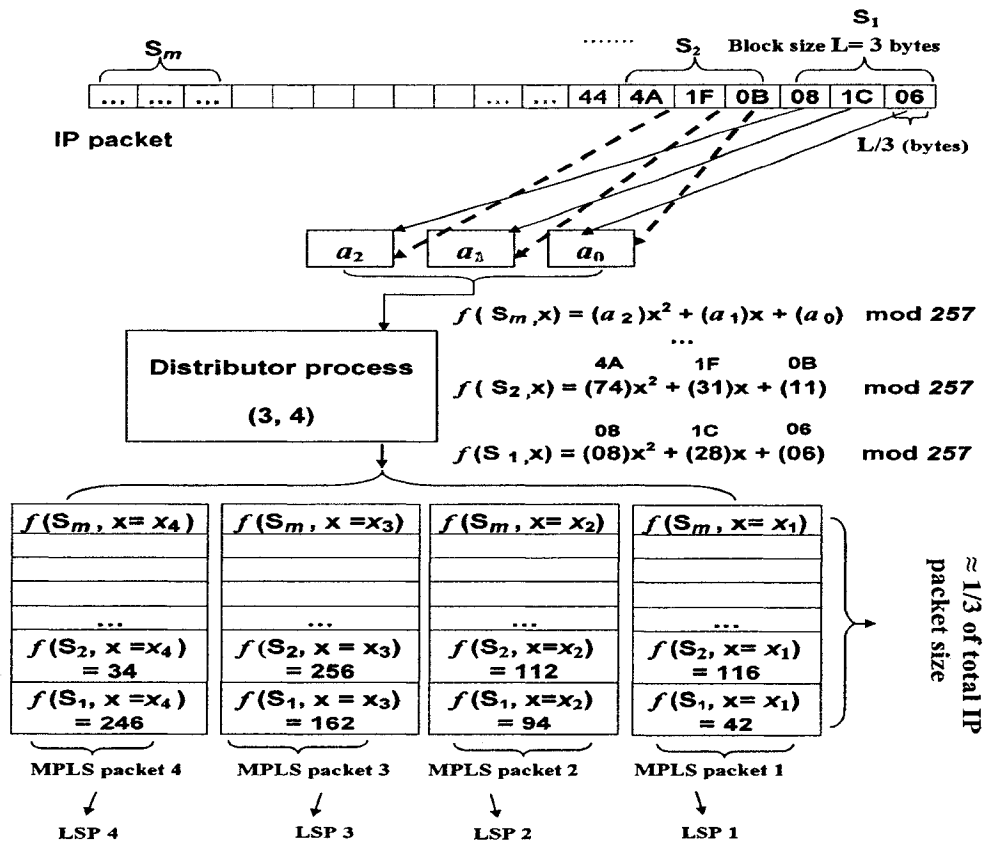 S1
........
S2
Block size L= 3 bytes
Sm
... ... ... ... ... 44 4A 1F 0B 08 1C 06
IP packet
L/3 (bytes)
a2 a1 a0
f( Sm,x) = (a2)x² + (a1)x + (a0) mod 257
...
4A 1F 0B
f( S2,x) = (74)x² + (31)x + (11) mod 257
08 1C 06
f(S1,x) = (08)x² + (28)x + (06) mod 257
Distributor process
(3, 4)
f(Sm, x= x4) f(Sm, x =x3) f(Sm, x= x2) f(Sm, x= x1)
... ... ... ...
f(S2, x =x4) f(S2, x = x3) f(S2, x=x2) f(S2, x= x1)
= 34 = 256 = 112 = 116
f(S1, x =x4) f(S1, x= x3) f(S1, x=x2) f(S1, x= x1)
= 246 = 162 = 94 = 42
≈ 1/3 of total IP
packet size
MPLS packet 4 MPLS packet 3 MPLS packet 2 MPLS packet 1
LSP 4 LSP 3 LSP 2 LSP 1